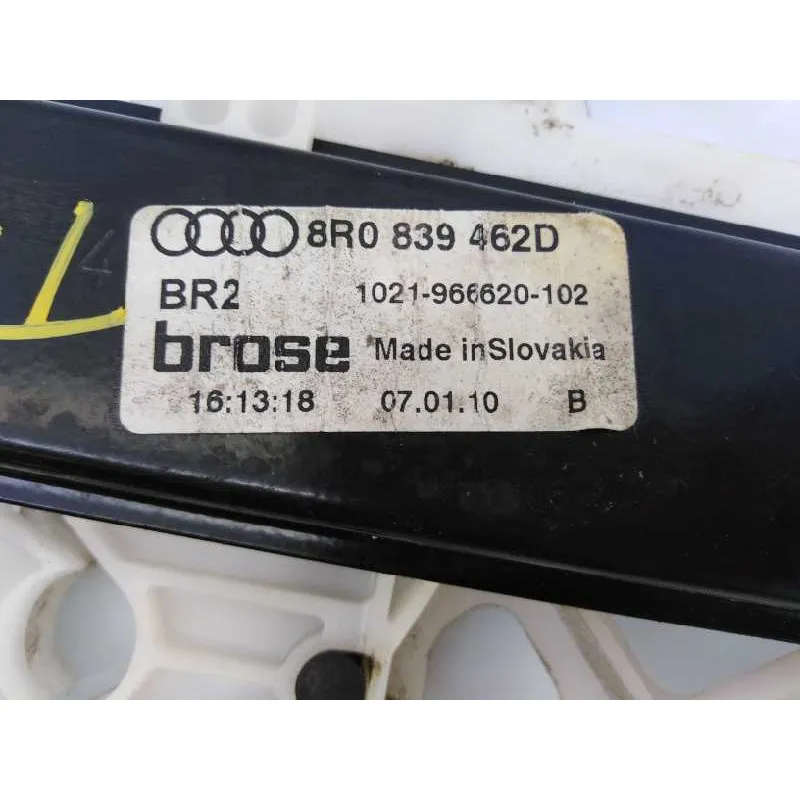 8R0 839 462D
BR2 1021-966620-102
brose Made inSlovakia
16:13:18 07.01.10 B